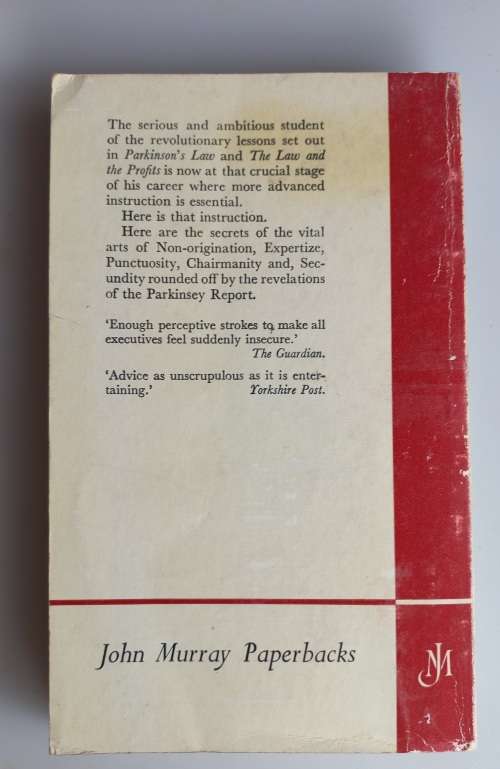 The serious and ambitious student
of the revolutionary lessons set out
in Parkinson's Law and The Law and
the Profits is now at that crucial stage
of his career where more advanced
instruction is essential.
Here is that instruction.
Here are the secrets of the vital
arts of Non-origination, Expertize,
Punctuosity, Chairmanity and, Sec-
undity rounded off by the revelations
of the Parkinsey Report.
'Enough perceptive strokes to make all
executives feel suddenly insecure.'
The Guardian.
'Advice as unscrupulous as it is enter-
taining.' Yorkshire Post.
John Murray Paperbacks
JM